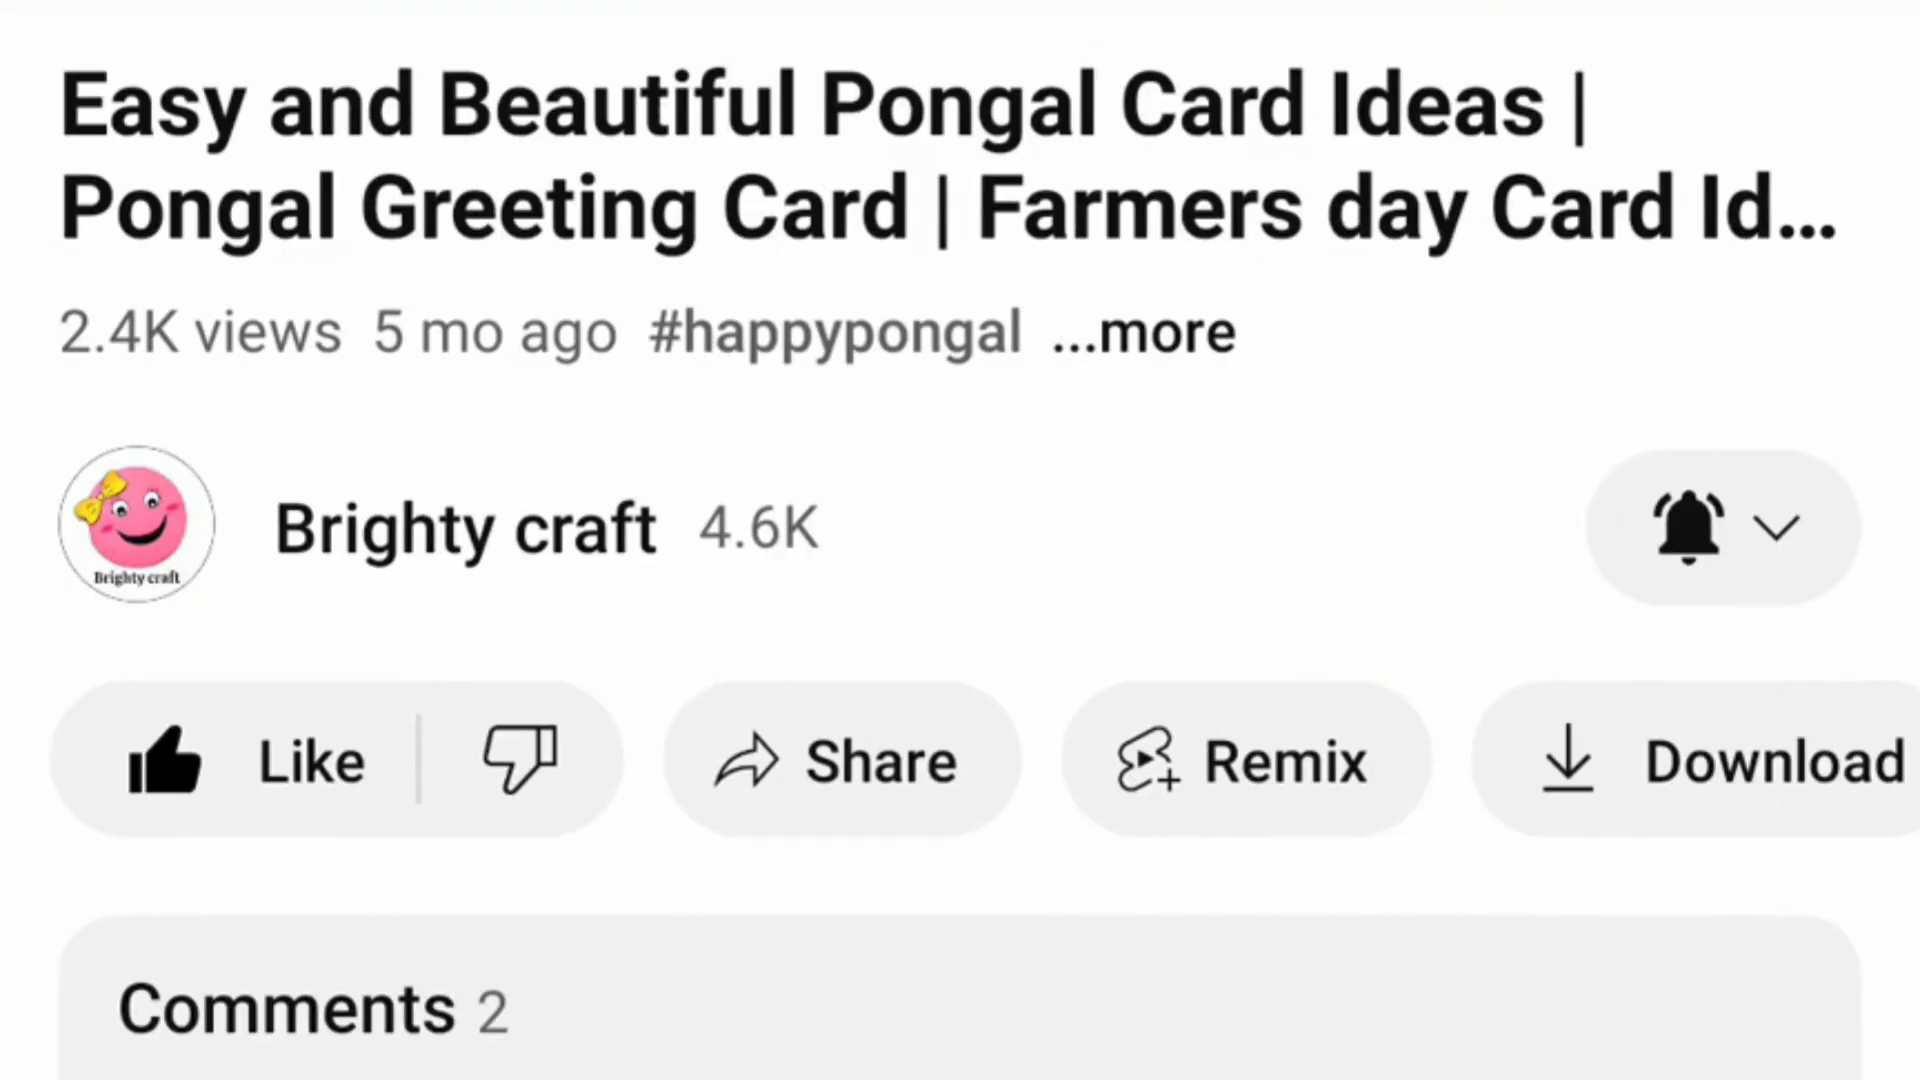 Easy and Beautiful Pongal Card Ideas |
Pongal Greeting Card | Farmers day Card Id...
2.4K views 5 mo ago #happypongal ...more
Brighty craft
Brighty craft 4.6K
Like Share Remix Download
Comments 2